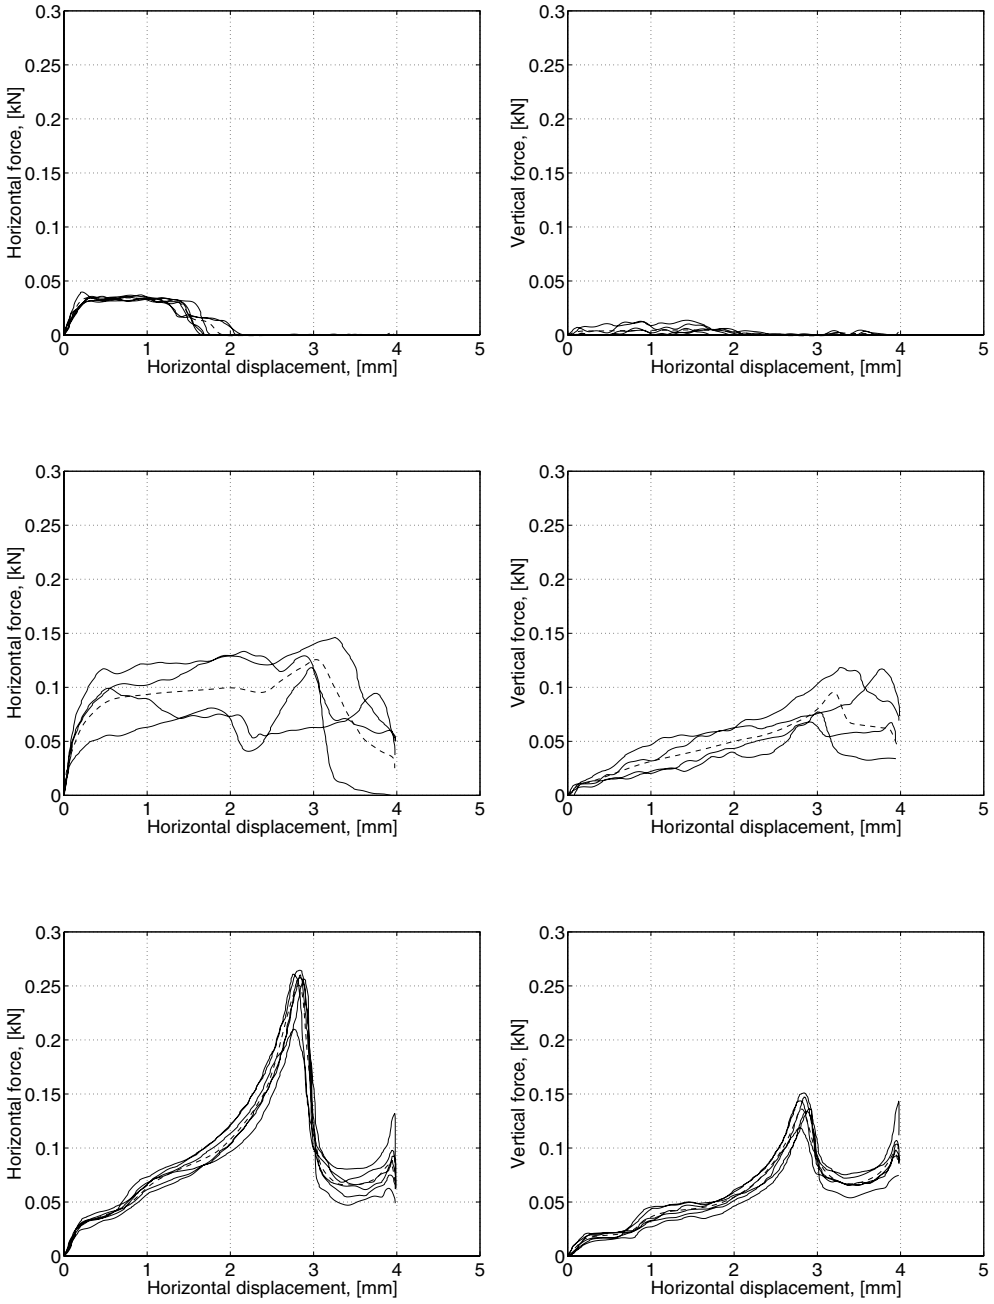 0.3
0.25
0.2
0.15
0.1
0.05
0
0 1 2 3 4 5
Horizontal force, [kN]
Horizontal displacement, [mm]
0.3
0.25
0.2
0.15
0.1
0.05
0
0 1 2 3 4 5
Vertical force, [kN]
Horizontal displacement, [mm]
0.3
0.25
0.2
0.15
0.1
0.05
0
0 1 2 3 4 5
Horizontal force, [kN]
Horizontal displacement, [mm]
0.3
0.25
0.2
0.15
0.1
0.05
0
0 1 2 3 4 5
Vertical force, [kN]
Horizontal displacement, [mm]
0.3
0.25
0.2
0.15
0.1
0.05
0
0 1 2 3 4 5
Horizontal force, [kN]
Horizontal displacement, [mm]
0.3
0.25
0.2
0.15
0.1
0.05
0
0 1 2 3 4 5
Vertical force, [kN]
Horizontal displacement, [mm]